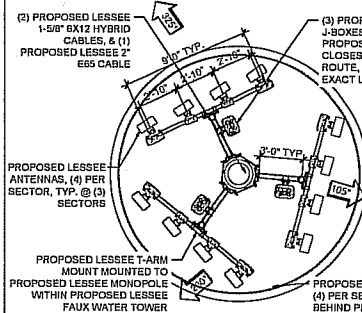 (2) PROPOSED LESSEE
1-5/8" 6X12 HYBRID
CABLES, & (1)
PROPOSED LESSEE 2"
E65 CABLE
325°
(3) PROP
J-BOXES
PROPOS
CLOSES
ROUTE,
EXACT L
9'-0" TYP.
2'-10"
2'-10"
3'-0" TYP.
105°
PROPOSED LESSEE
ANTENNAS, (4) PER
SECTOR, TYP. @ (3)
SECTORS
PROPOSED LESSEE T-ARM
MOUNT MOUNTED TO
PROPOSED LESSEE MONOPOLE
WITHIN PROPOSED LESSEE
FAUX WATER TOWER
PROPOSE
(4) PER SE
BEHIND P